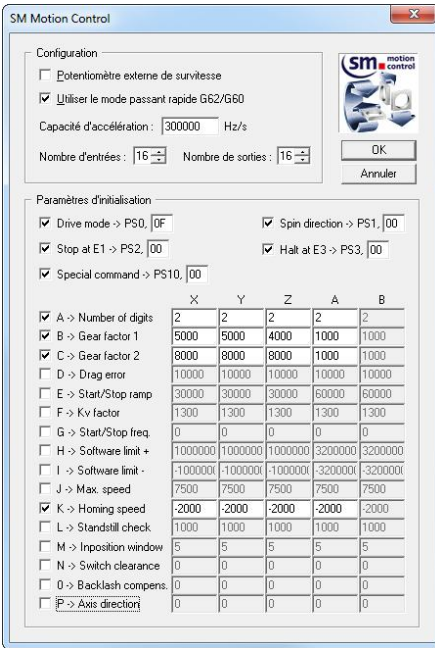 SM Motion Control
Configuration
Potentiomètre externe de survitesse
Utiliser le mode passant rapide G62/G60
Capacité d'accélération : 300000 Hz/s
Nombre d'entrées : 16 Nombre de sorties : 16
sm motion control
OK
Annuler
Paramètres d'initialisation
Drive mode -> PS0, 0F Spin direction -> PS1, 00
Stop at E1 -> PS2, 00 Halt at E3 -> PS3, 00
Special command -> PS10, 00
X Y Z A B
A -> Number of digits 2 2 2 2 2
B -> Gear factor 1 5000 5000 4000 1000 1000
C -> Gear factor 2 8000 8000 8000 1000 1000
D -> Drag error 10000 10000 10000 10000 10000
E -> Start/Stop ramp 30000 30000 30000 60000 60000
F -> Kv factor 1300 1300 1300 1300 1300
G -> Start/Stop freq. 0 0 0 0 0
H -> Software limit + 1000000 1000000 1000000 3200000 3200000
I -> Software limit - -1000000 -1000000 -1000000 -3200000 -3200000
J -> Max. speed 7500 7500 7500 7500 7500
K -> Homing speed -2000 -2000 -2000 -2000 -2000
L -> Standstill check 1000 1000 1000 1000 1000
M -> Inposition window 5 5 5 5 5
N -> Switch clearance 0 0 0 0 0
O -> Backlash compens. 0 0 0 0 0
P -> Axis direction 0 0 0 0 0